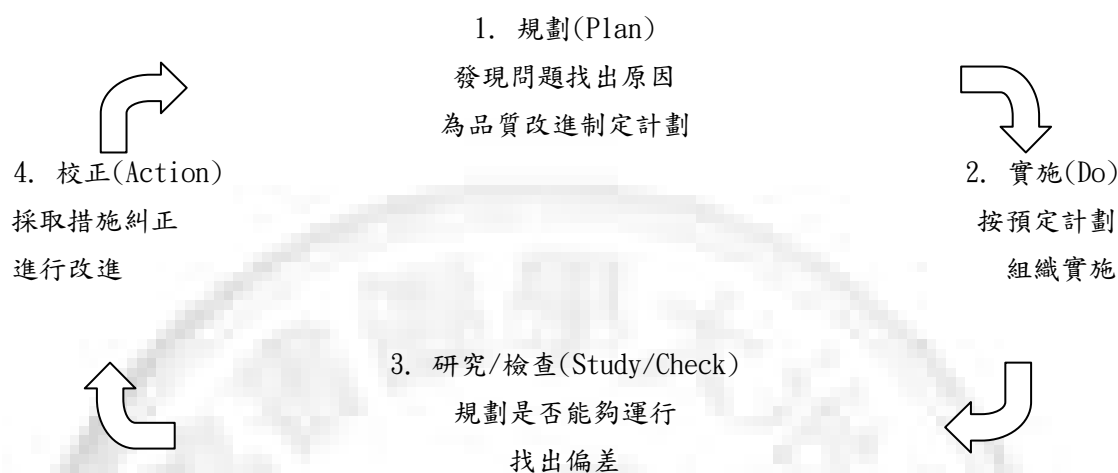 1. 規劃(Plan)
發現問題找出原因
為品質改進制定計劃
2. 實施(Do)
按預定計劃
組織實施
3. 研究/檢查(Study/Check)
規劃是否能夠運行
找出偏差
4. 校正(Action)
採取措施糾正
進行改進